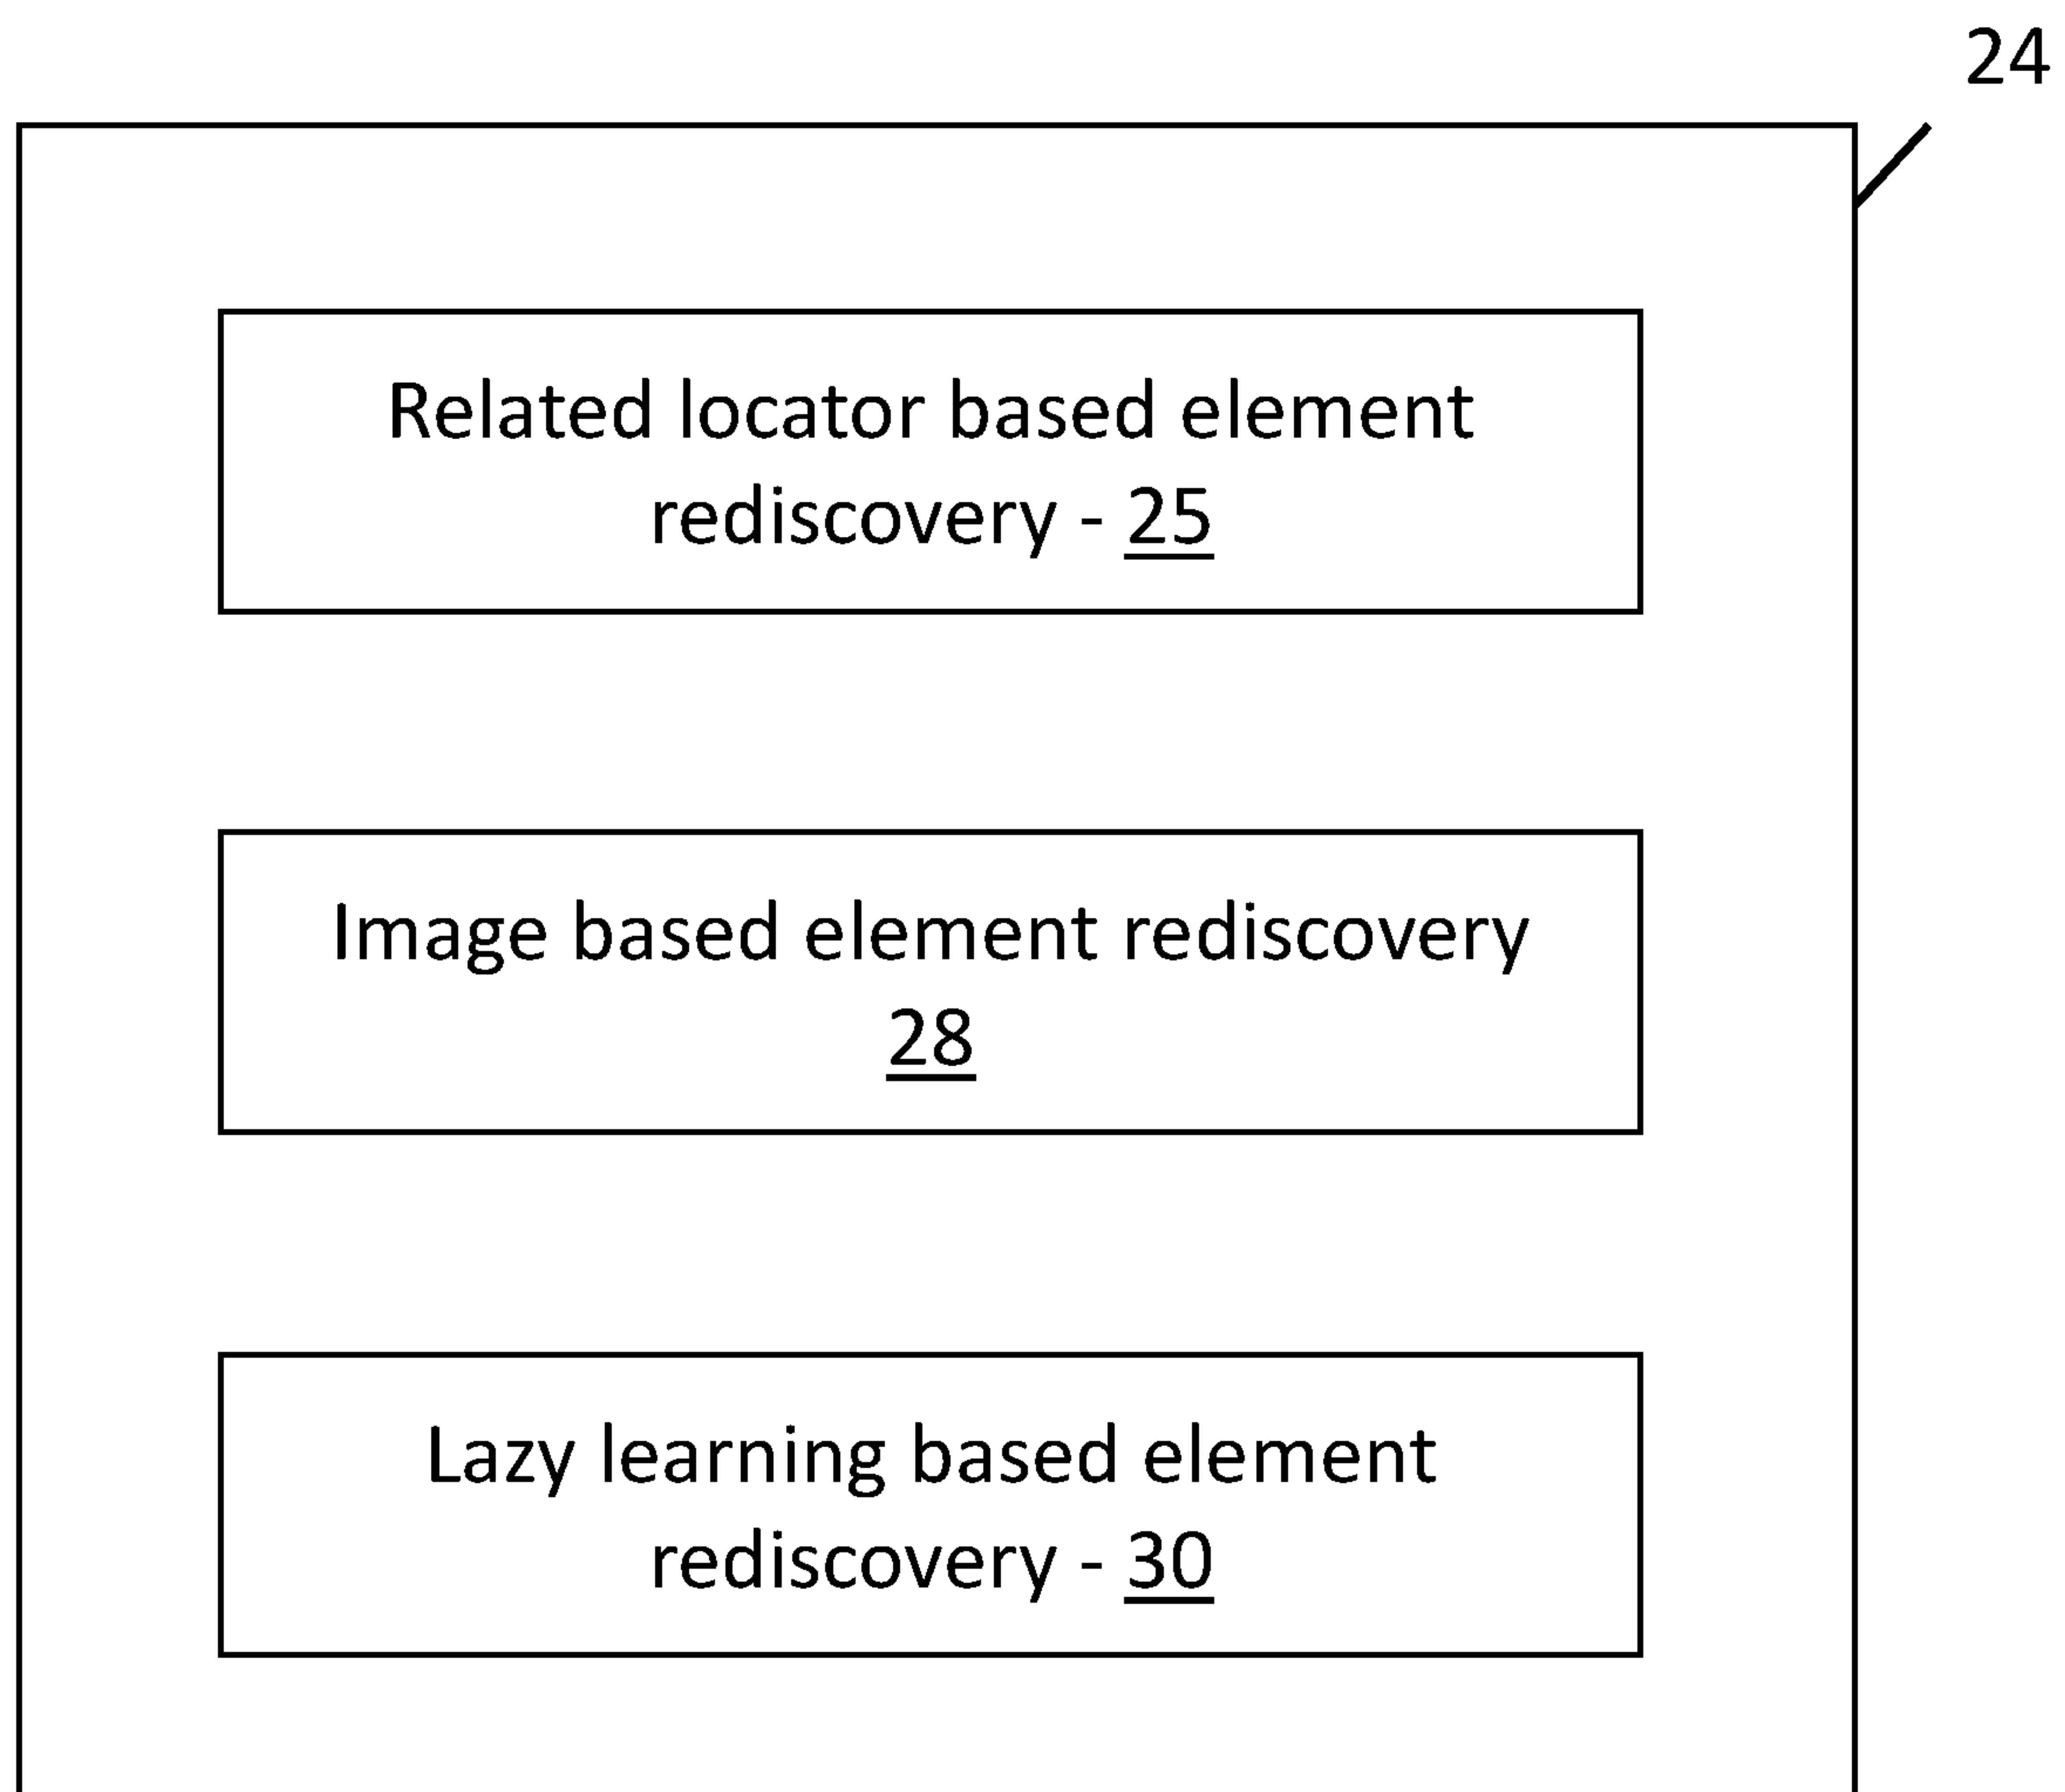 24
Related locator based element
rediscovery - 25
Image based element rediscovery
28
Lazy learning based element
rediscovery - 30